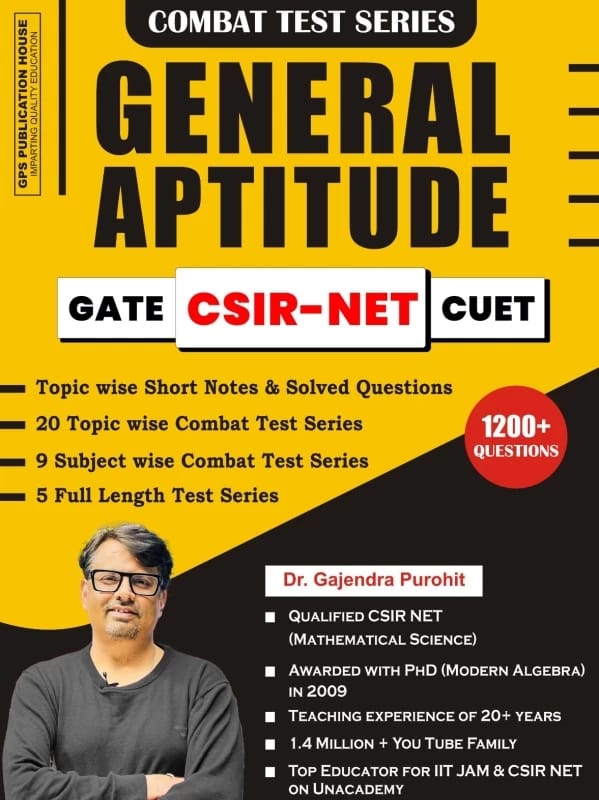 COMBAT TEST SERIES
GPS PUBLICATION HOUSE
IMPARTING QUALITY EDUCATION
GENERAL
APTITUDE
GATE
CSIR-NET
CUET
Topic wise Short Notes & Solved Questions
20 Topic wise Combat Test Series
9 Subject wise Combat Test Series
5 Full Length Test Series
1200+
QUESTIONS
Dr. Gajendra Purohit
QUALIFIED CSIR NET
(MATHEMATICAL SCIENCE)
AWARDED WITH PHD (MODERN ALGEBRA)
IN 2009
TEACHING EXPERIENCE OF 20+ YEARS
1.4 MILLION + YOU TUBE FAMILY
TOP EDUCATOR FOR IIT JAM & CSIR NET
ON UNACADEMY